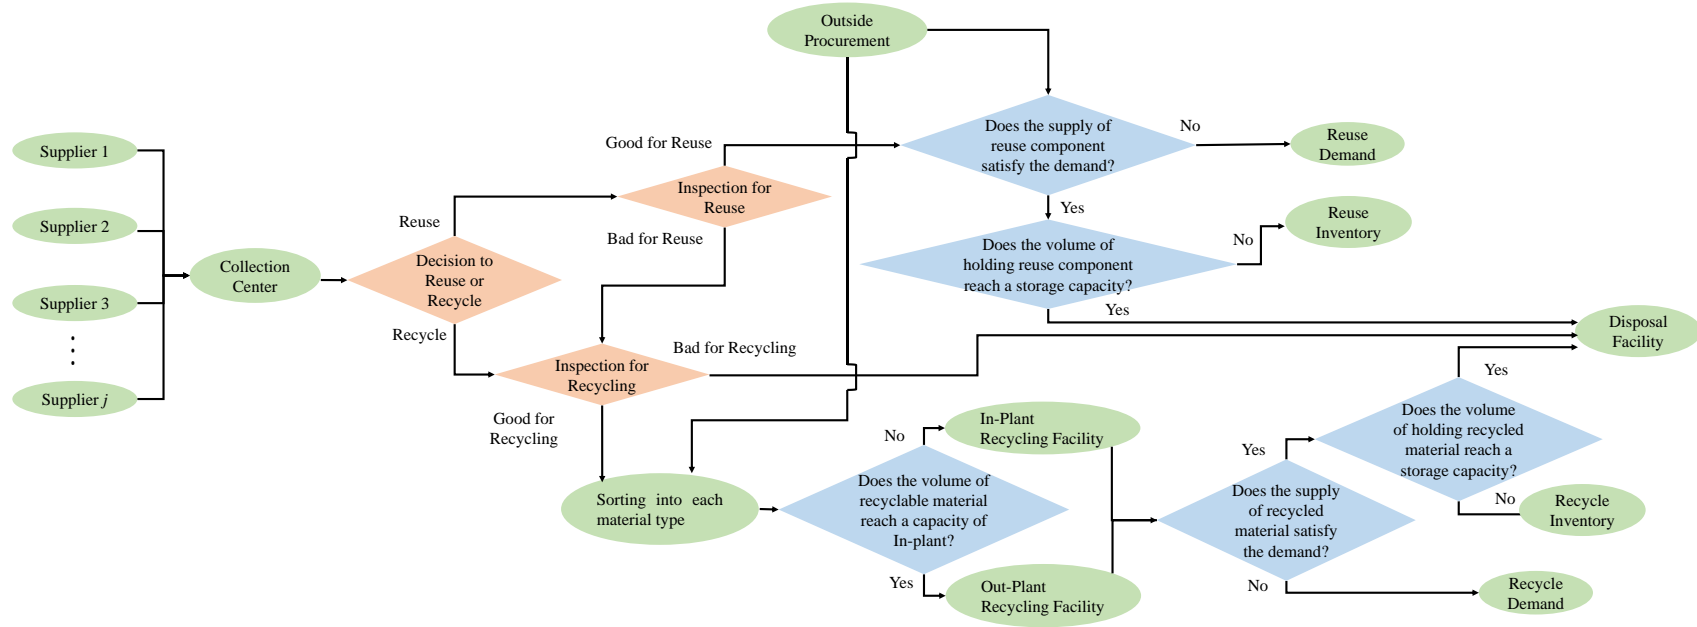 Outside
Procurement
Supplier 1
Supplier 2
Supplier 3
Supplier j
Collection
Center
Decision to
Reuse or
Recycle
Reuse
Recycle
Good for Reuse
Inspection for
Reuse
Bad for Reuse
Inspection for
Recycling
Bad for Recycling
Good for
Recycling
Does the supply of
reuse component
satisfy the demand?
No
Reuse
Demand
Yes
Does the volume of
holding reuse component
reach a storage capacity?
No
Reuse
Inventory
Yes
Disposal
Facility
Sorting into each
material type
Does the volume of
recyclable material
reach a capacity of
In-plant?
No
In-Plant
Recycling Facility
Yes
Out-Plant
Recycling Facility
Does the supply
of recycled
material satisfy
the demand?
Yes
No
Recycle
Demand
Does the volume
of holding recycled
material reach a
storage capacity?
Yes
No
Recycle
Inventory